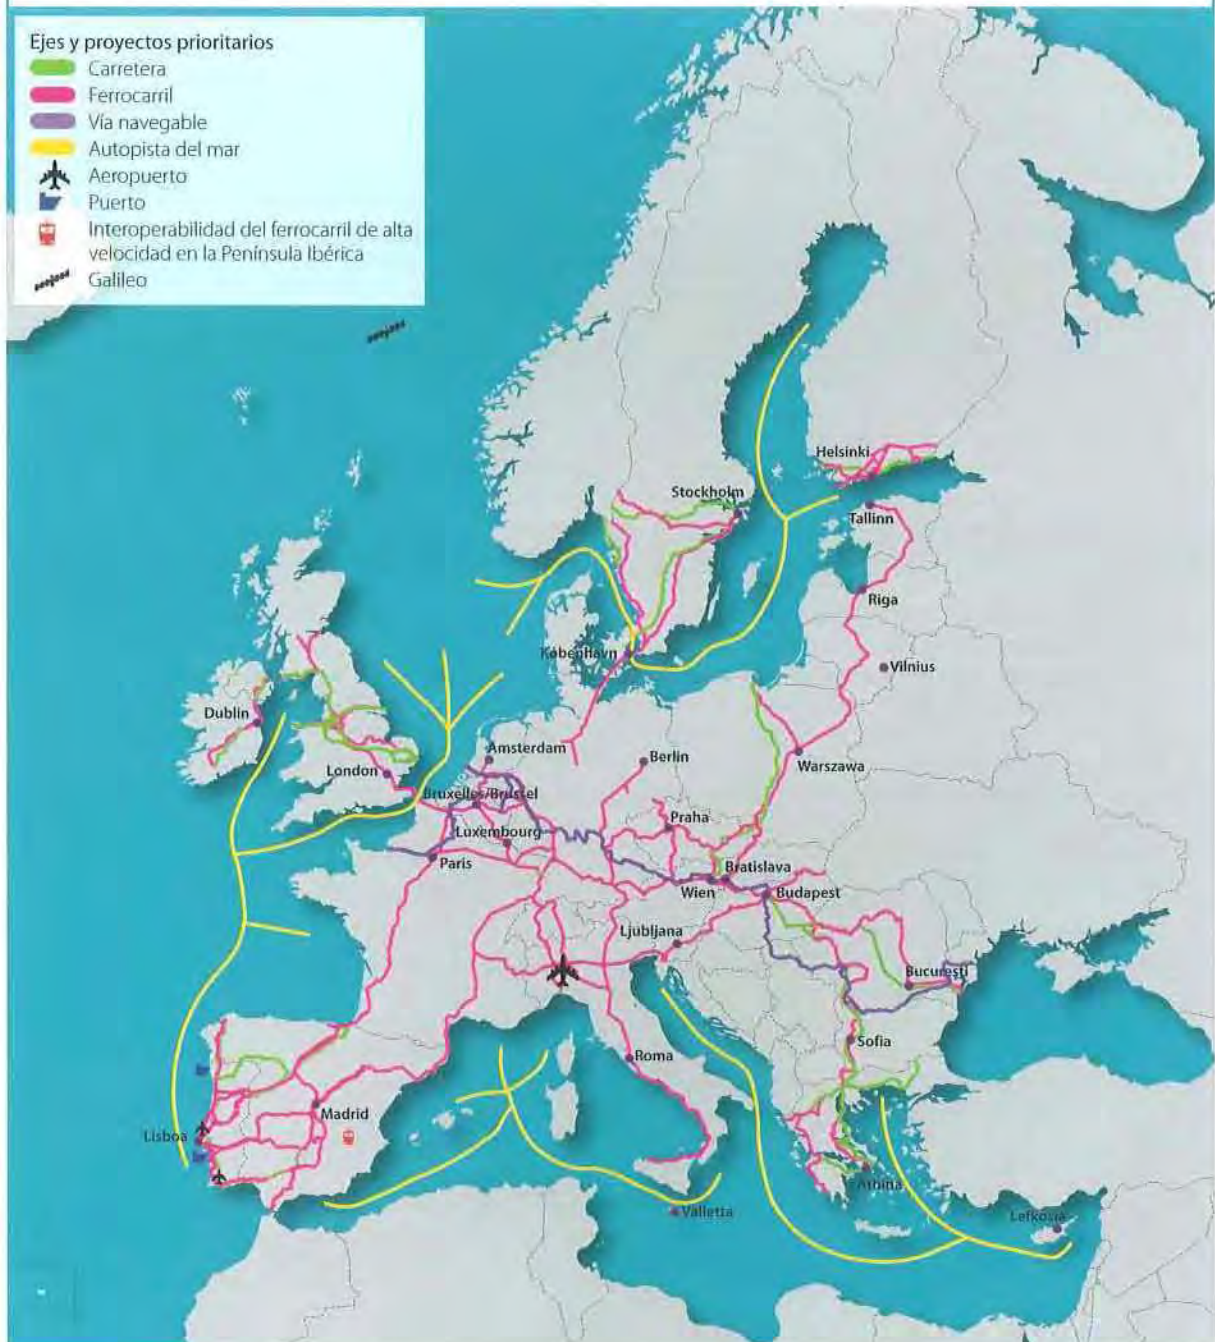 Ejes y proyectos prioritarios
Carretera
Ferrocarril
Vía navegable
Autopista del mar
Aeropuerto
Puerto
Interoperabilidad del ferrocarril de alta
velocidad en la Península Ibérica
Galileo
Helsinki
Stockholm
Tallinn
Riga
København
Vilnius
Dublin
Amsterdam
Berlin
Warszawa
London
Bruxelles/Brussel
Praha
Luxembourg
Paris
Bratislava
Wien
Budapest
Ljubljana
Bucureşti
Sofia
Roma
Madrid
Lisboa
Athina
Valletta
Lefkosia